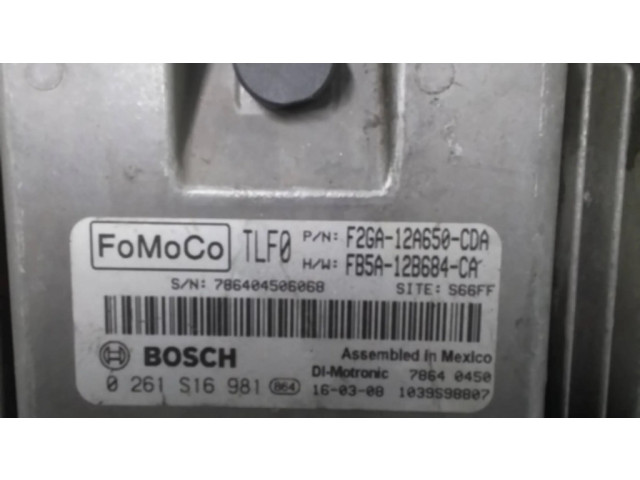 FoMoCo TLF0 P/N: F2GA-12A650-CDA
H/W: FB5A-12B684-CA
S/N: 786404506068 SITE: S66FF
BOSCH Assembled in Mexico
DI-Motronic 7864 0450
0 261 S16 981 864 16-03-08 1039S98807